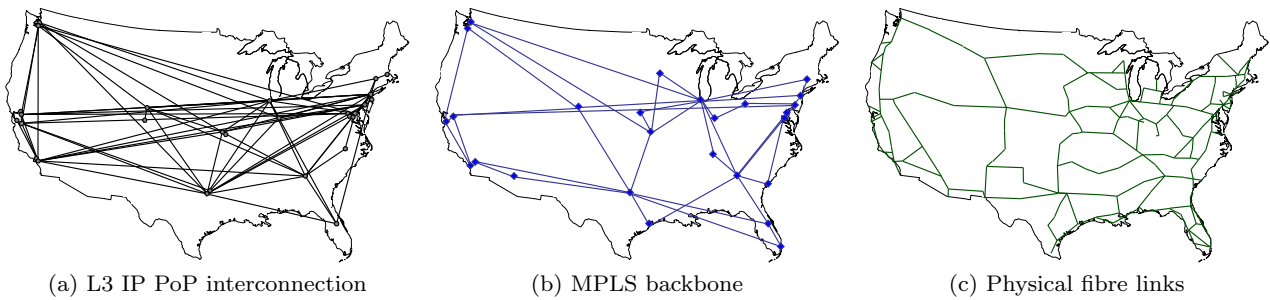 (a) L3 IP PoP interconnection
(b) MPLS backbone
(c) Physical fibre links